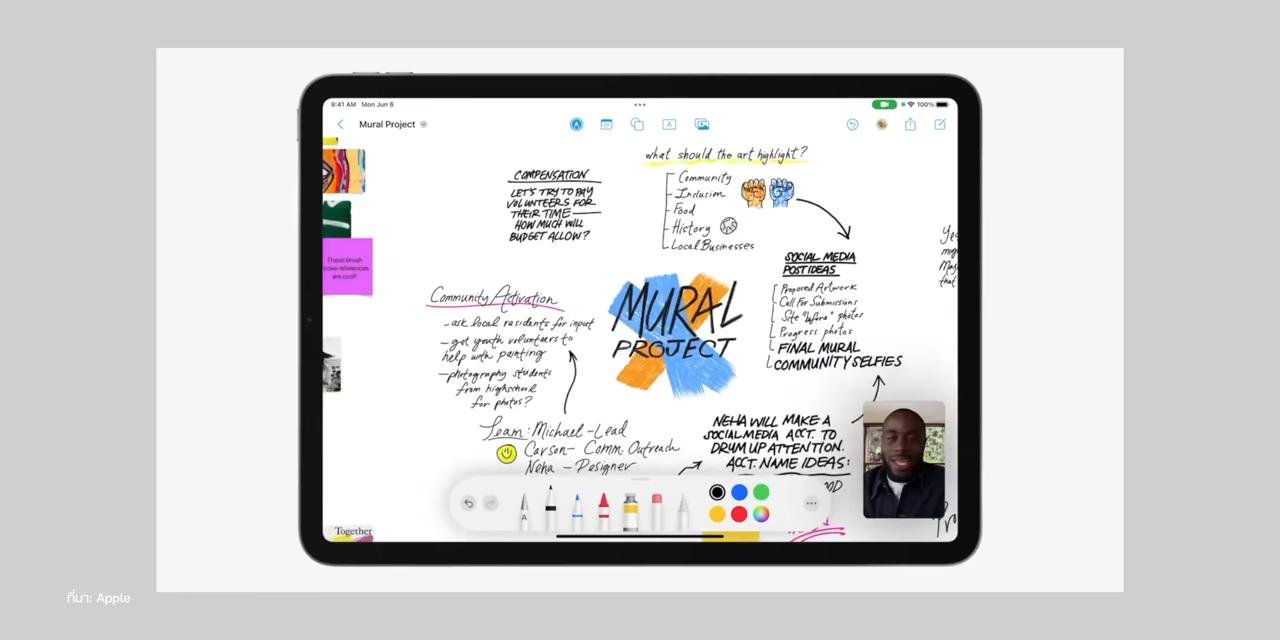 9:41 AM Mon Jun 6
100%
Mural Project
A
what should the art highlight?
Community
Inclusion
Food
History
Local Businesses
COMPENSATION
LET'S TRY TO PAY
VOLUNTEERS FOR
THEIR TIME —
HOW MUCH WILL
BUDGET ALLOW?
SOCIAL MEDIA
POST IDEAS
Proposed Artwork
Call For Submissions
Site "before" photos
Progress photos
FINAL MURAL
COMMUNITY SELFIES
these brush
stroke references
are cool!
Community Activation
- ask local residents for input
- get youth volunteers to
help with painting
- photography students
from highschool
for photos?
MURAL
PROJECT
Team: Michael - Lead
Carson - Comm. Outreach
Neha - Designer
NEHA WILL MAKE A
SOCIAL MEDIA ACCT. TO
DRUM UP ATTENTION.
ACCT. NAME IDEAS:
Together
ที่มา: Apple